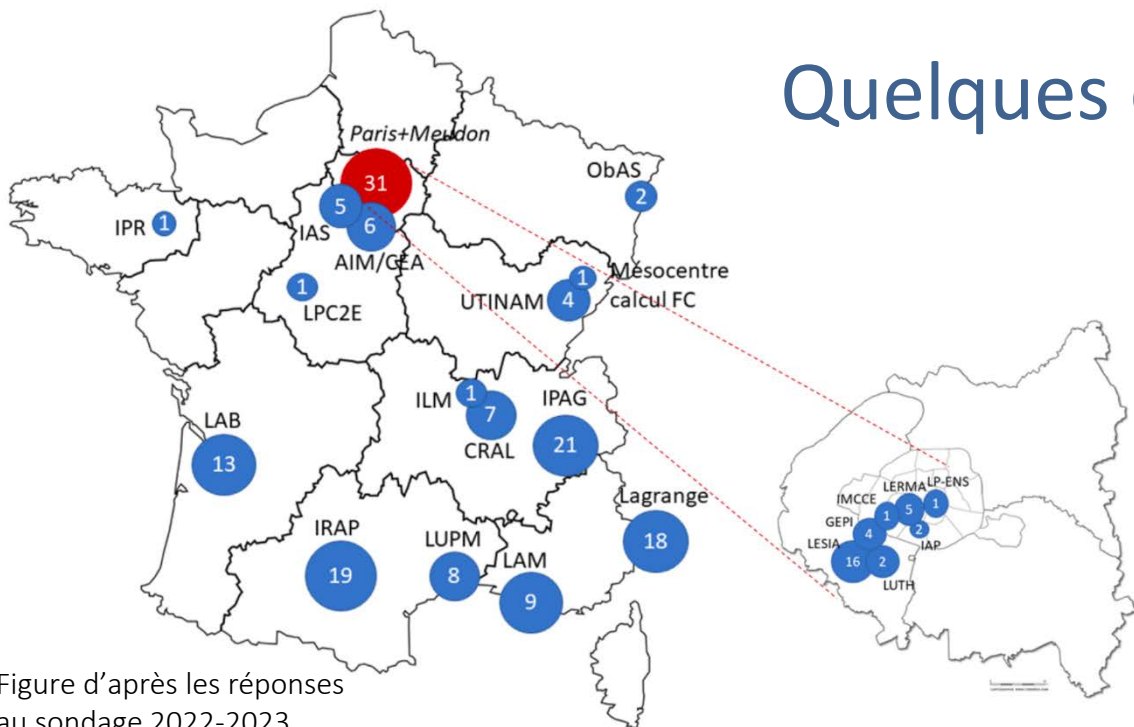 Quelques
Paris+Meudon
31
ObAS
2
5
IPR
1
IAS
6
AIM/CEA
1
LPC2E
1
Mésocentre
calcul FC
UTINAM
4
ILM
1
7
CRAL
IPAG
21
LAB
13
Lagrange
18
IRAP
19
LUPM
8
LAM
9
LERMA
LP-ENS
IMCCE
1
5
1
GEPI
4
2
IAP
LESIA
16
2
LUTH
Figure d’après les réponses
au sondage 2022-2023